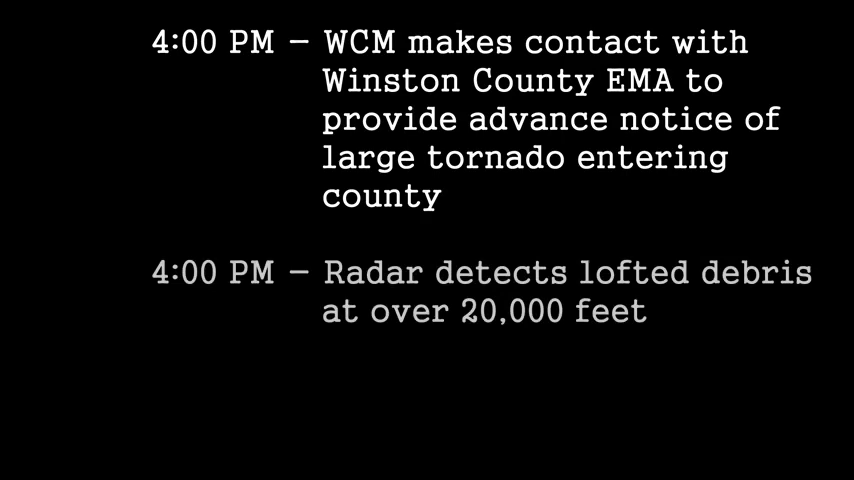 4:00 PM – WCM makes contact with
Winston County EMA to
provide advance notice of
large tornado entering
county
4:00 PM – Radar detects lofted debris
at over 20,000 feet